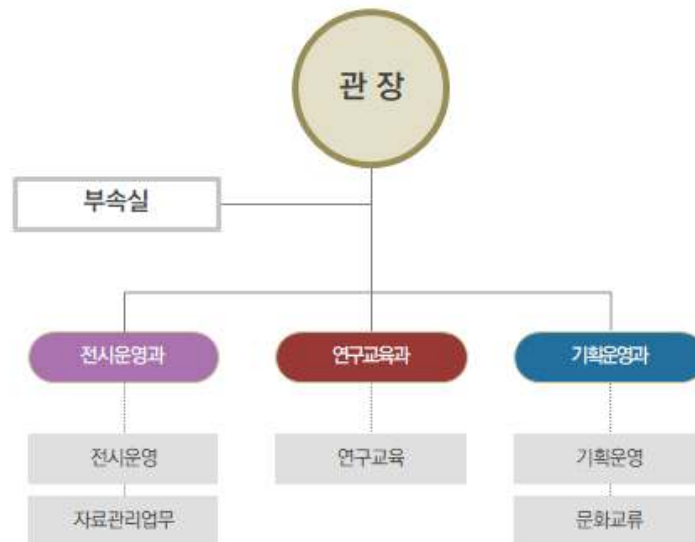 관 장
부속실
전시운영과
연구교육과
기획운영과
전시운영
연구교육
기획운영
자료관리업무
문화교류